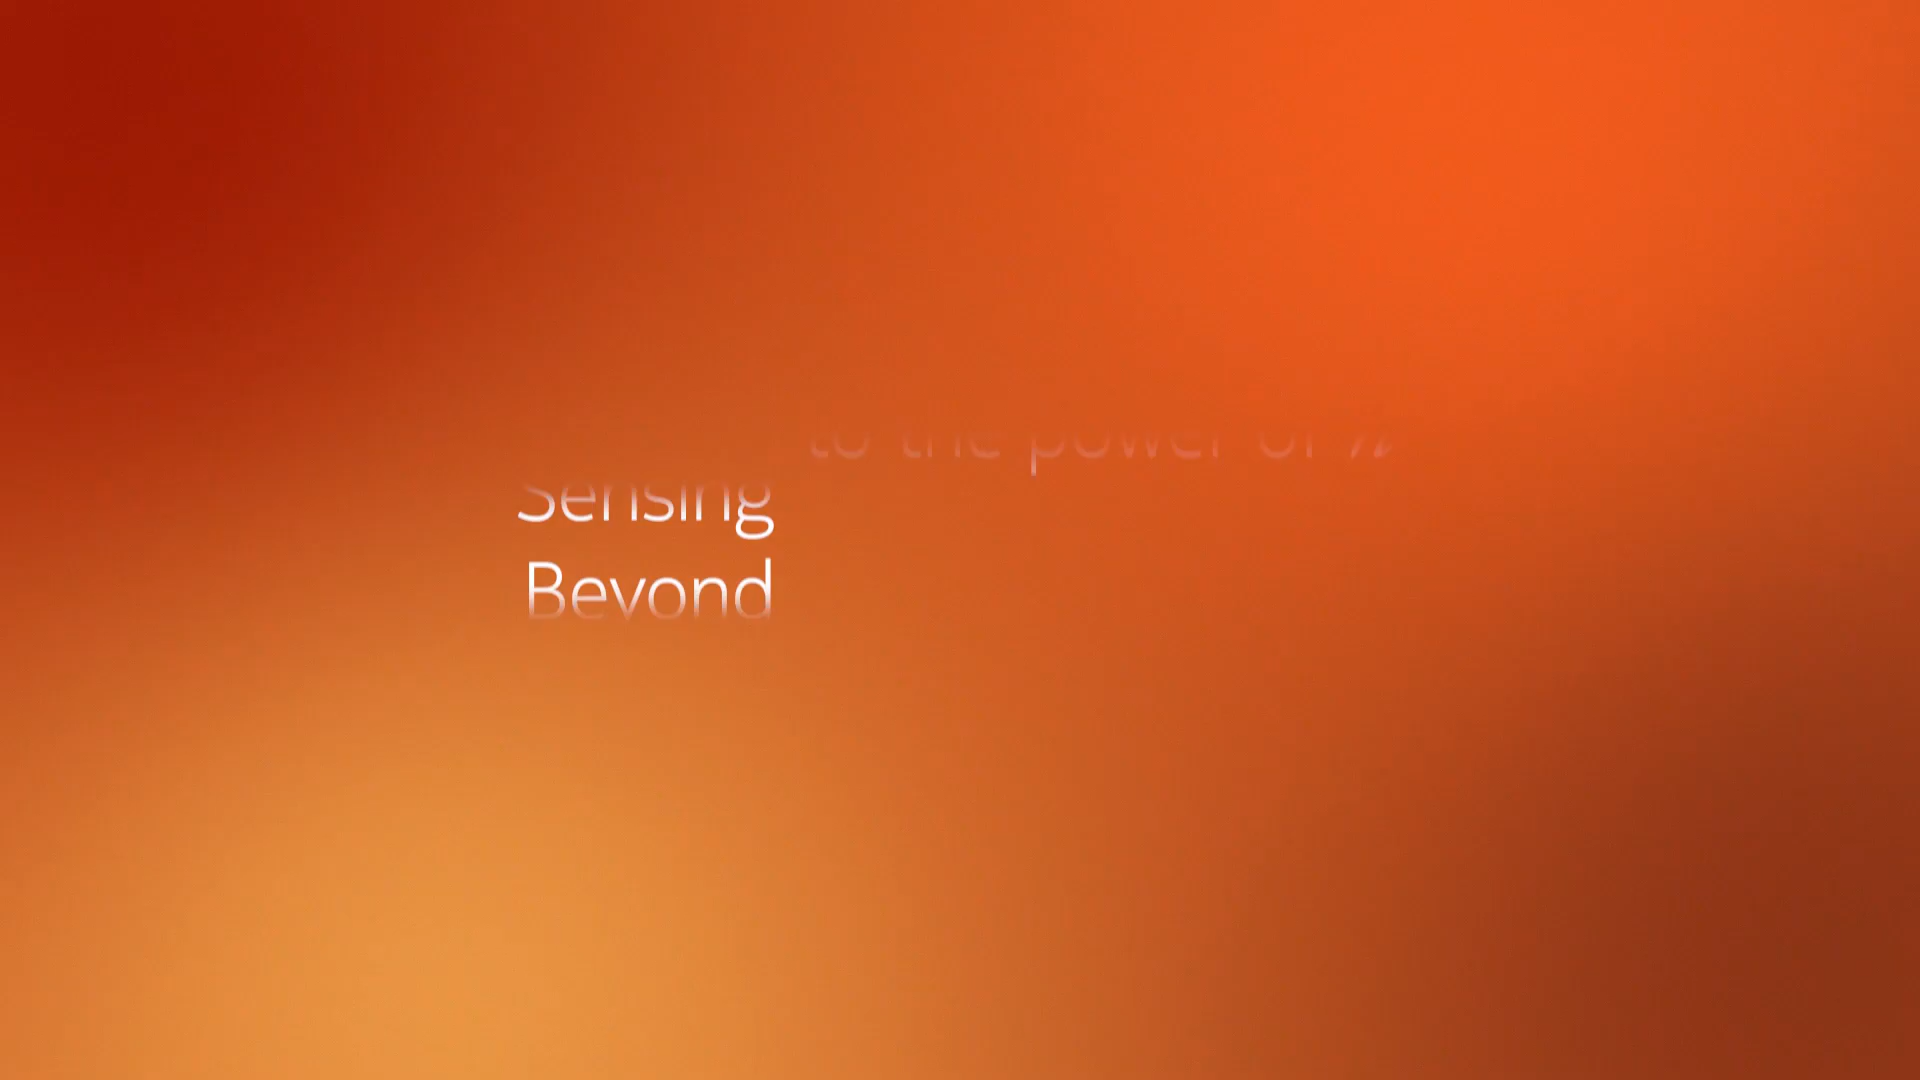 to the power of
Sensing
Beyond